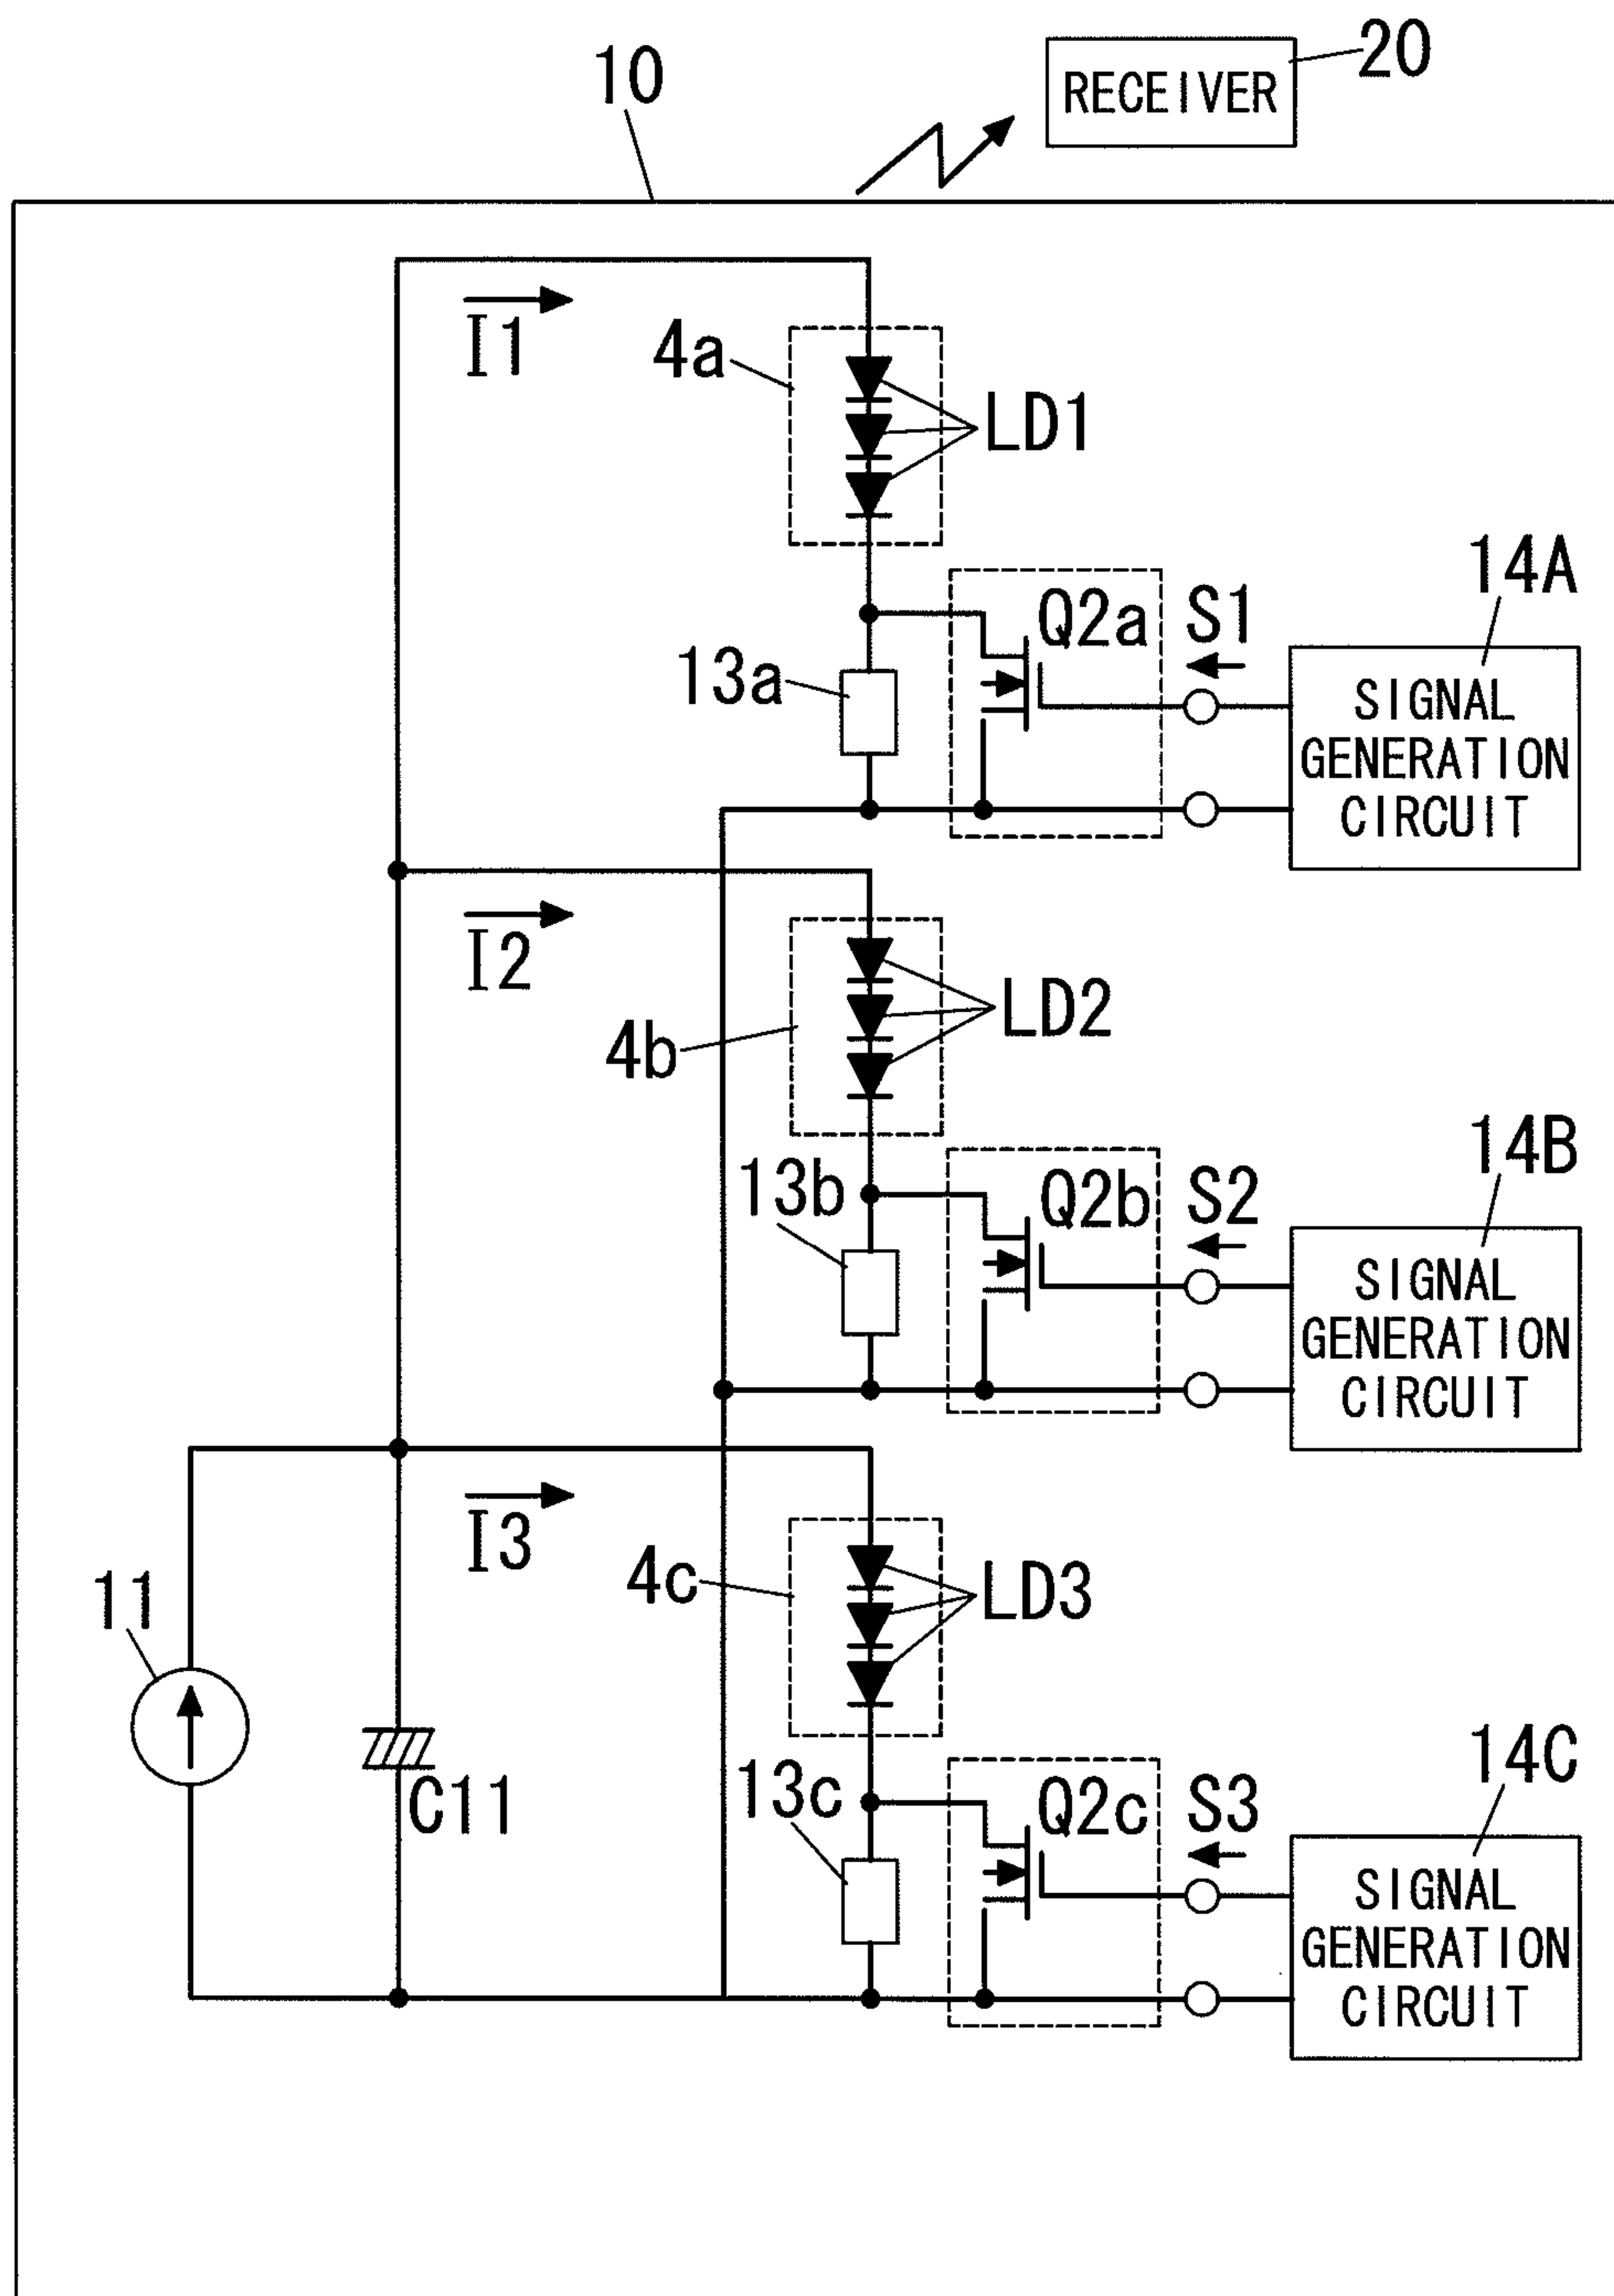 20
RECEIVER
10
I1
4a
LD1
14A
Q2a
S1
13a
SIGNAL
GENERATION
CIRCUIT
I2
LD2
4b
14B
13b
Q2b
S2
SIGNAL
GENERATION
CIRCUIT
I3
4c
LD3
11
14C
C11
13c
Q2c
S3
SIGNAL
GENERATION
CIRCUIT